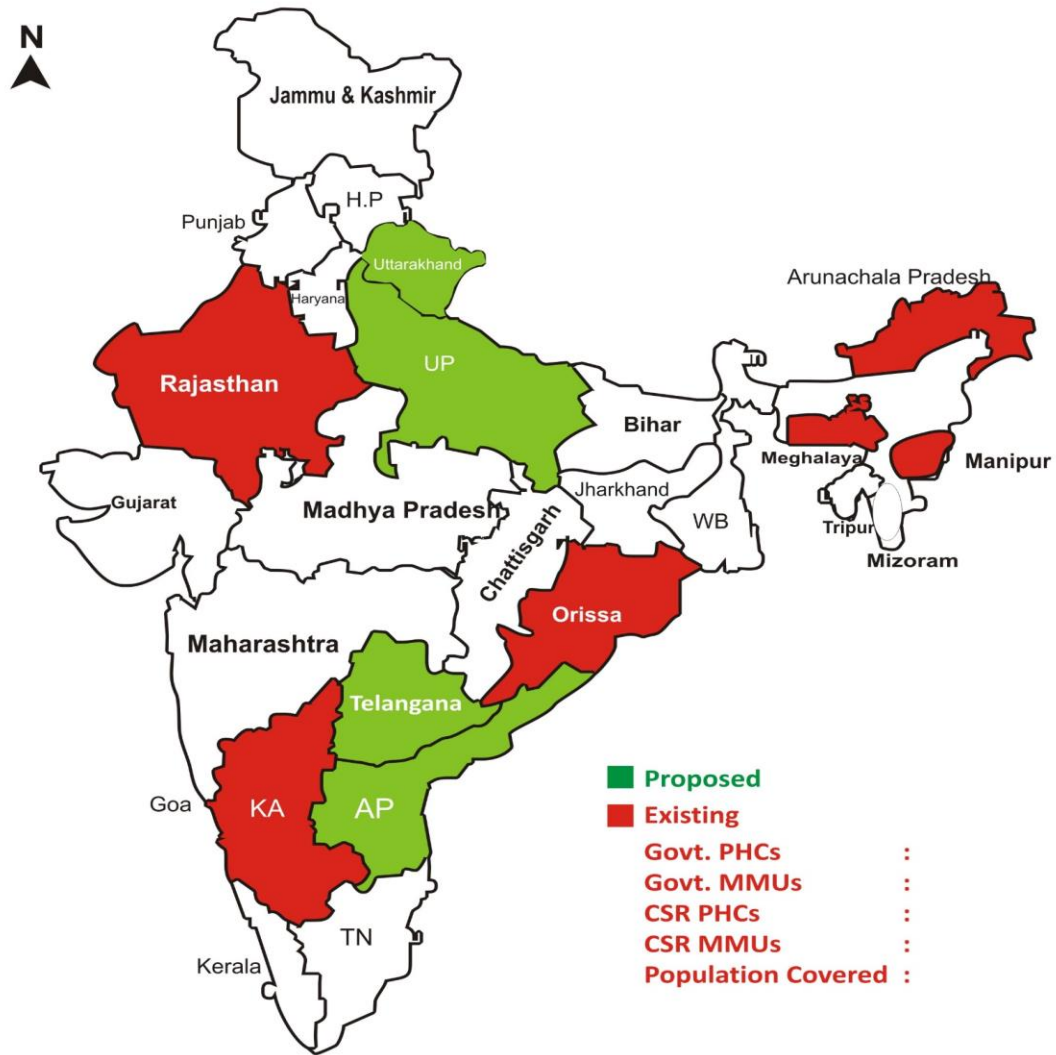 N
Jammu & Kashmir
H.P
Punjab
Uttarakhand
Haryana
Arunachala Pradesh
UP
Rajasthan
Bihar
Meghalaya
Manipur
Jharkhand
Gujarat
Madhya Pradesh
WB
Tripur
Chattisgarh
Mizoram
Orissa
Maharashtra
Telangana
Proposed
Goa
KA
AP
Existing
Govt. PHCs :
Govt. MMUs :
CSR PHCs :
TN
CSR MMUs :
Kerala
Population Covered :